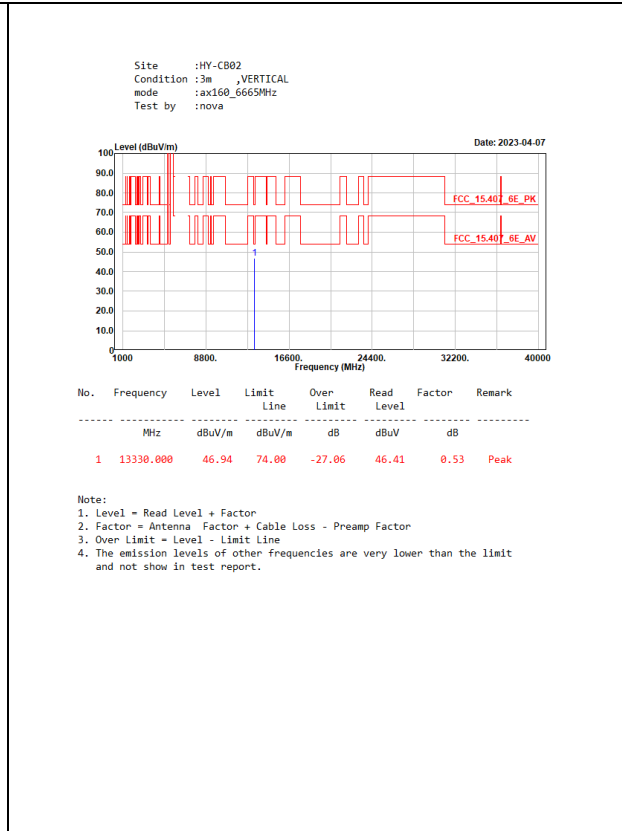 Site :HY-CB02
Condition :3m ,VERTICAL
mode :ax160_6665MHz
Test by :nova
Level (dBuV/m) Date: 2023-04-07
100
90.0
80.0
FCC_15.407_6E_PK
70.0
60.0
FCC_15.407_6E_AV
50.0
1
40.0
30.0
20.0
10.0
0
1000 8800. 16600. 24400. 32200. 40000
Frequency (MHz)
No. Frequency Level Limit Over Read Factor Remark
Line Limit Level
------ ----------- -------- --------- --------- --------- -------- ---------
MHz dBuV/m dBuV/m dB dBuV dB
1 13330.000 46.94 74.00 -27.06 46.41 0.53 Peak
Note:
1. Level = Read Level + Factor
2. Factor = Antenna Factor + Cable Loss - Preamp Factor
3. Over Limit = Level - Limit Line
4. The emission levels of other frequencies are very lower than the limit
and not show in test report.